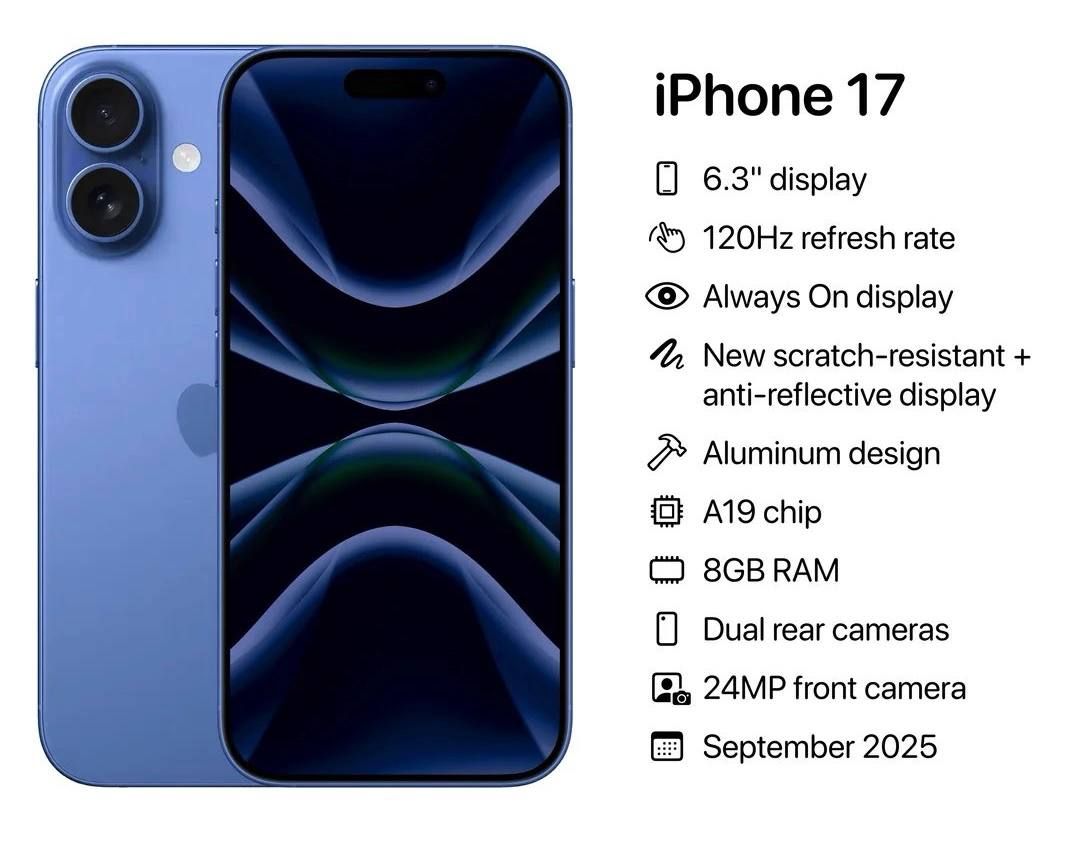 iPhone 17
6.3" display
120Hz refresh rate
Always On display
New scratch-resistant +
anti-reflective display
Aluminum design
A19 chip
8GB RAM
Dual rear cameras
24MP front camera
September 2025